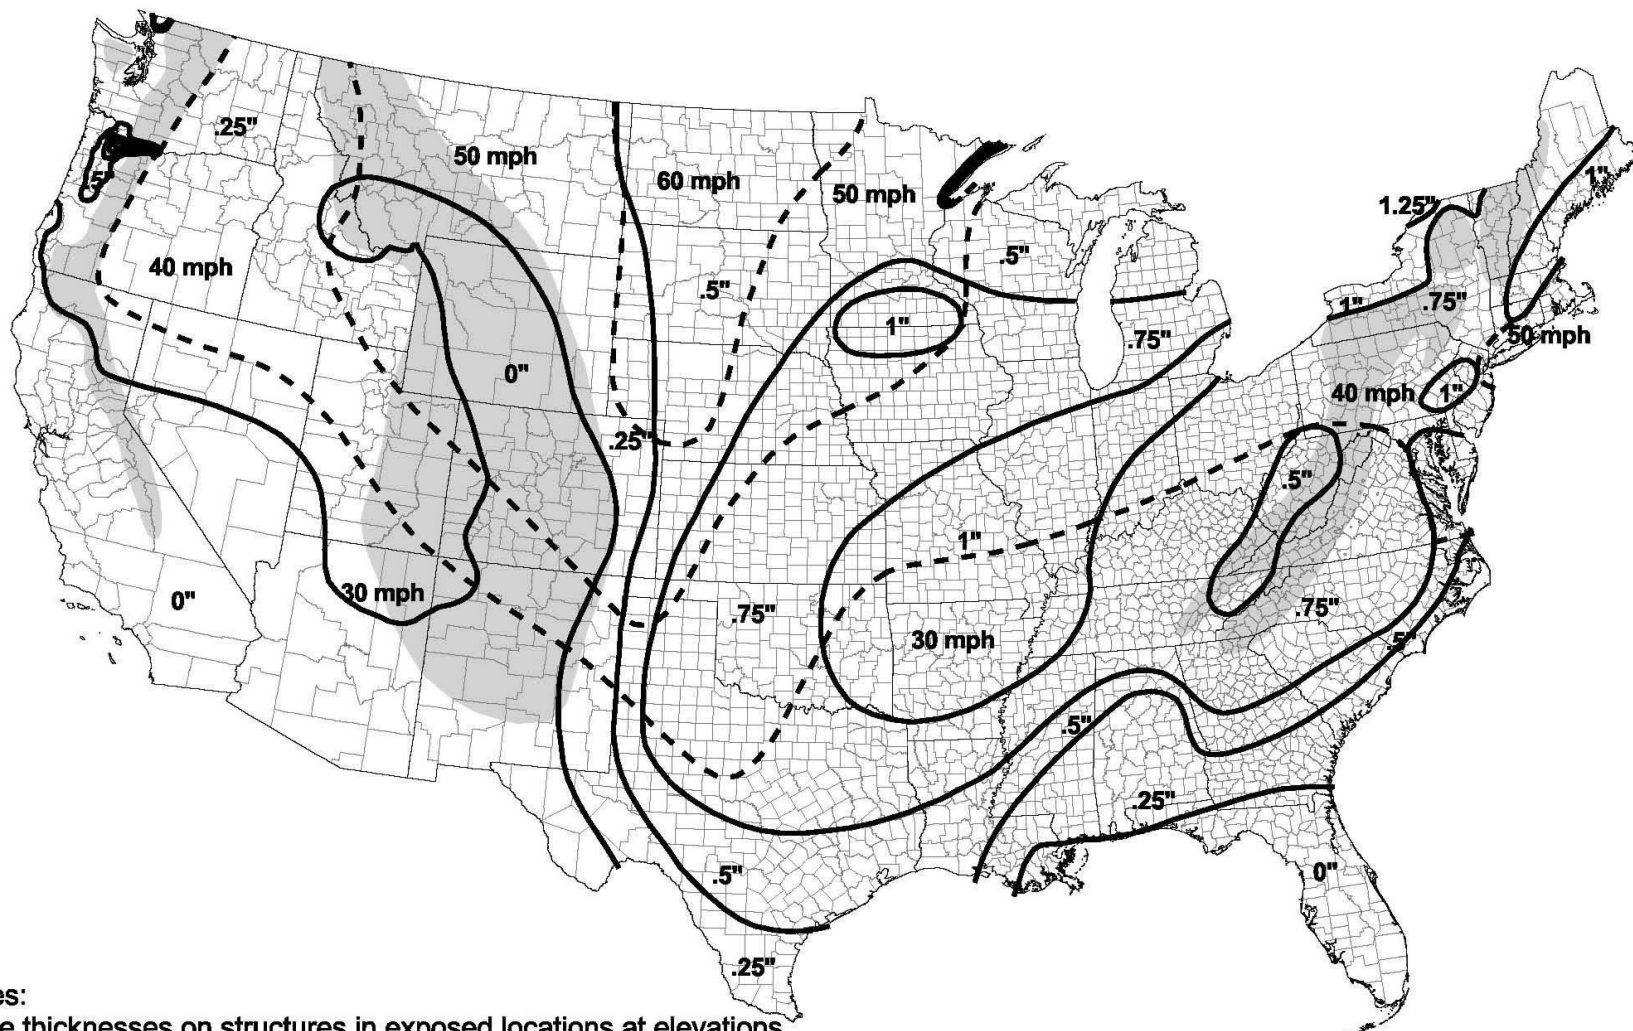 .25"
50 mph
60 mph
50 mph
.5"
1.25"
1"
40 mph
.5"
.5"
1"
1"
.75"
.75"
50 mph
0"
40 mph
1"
.25"
.5"
1"
30 mph
0"
.75"
30 mph
.75"
.5"
.5"
.25"
.5"
0"
.25"
es:
e thicknesses on structures in exposed locations at elevations